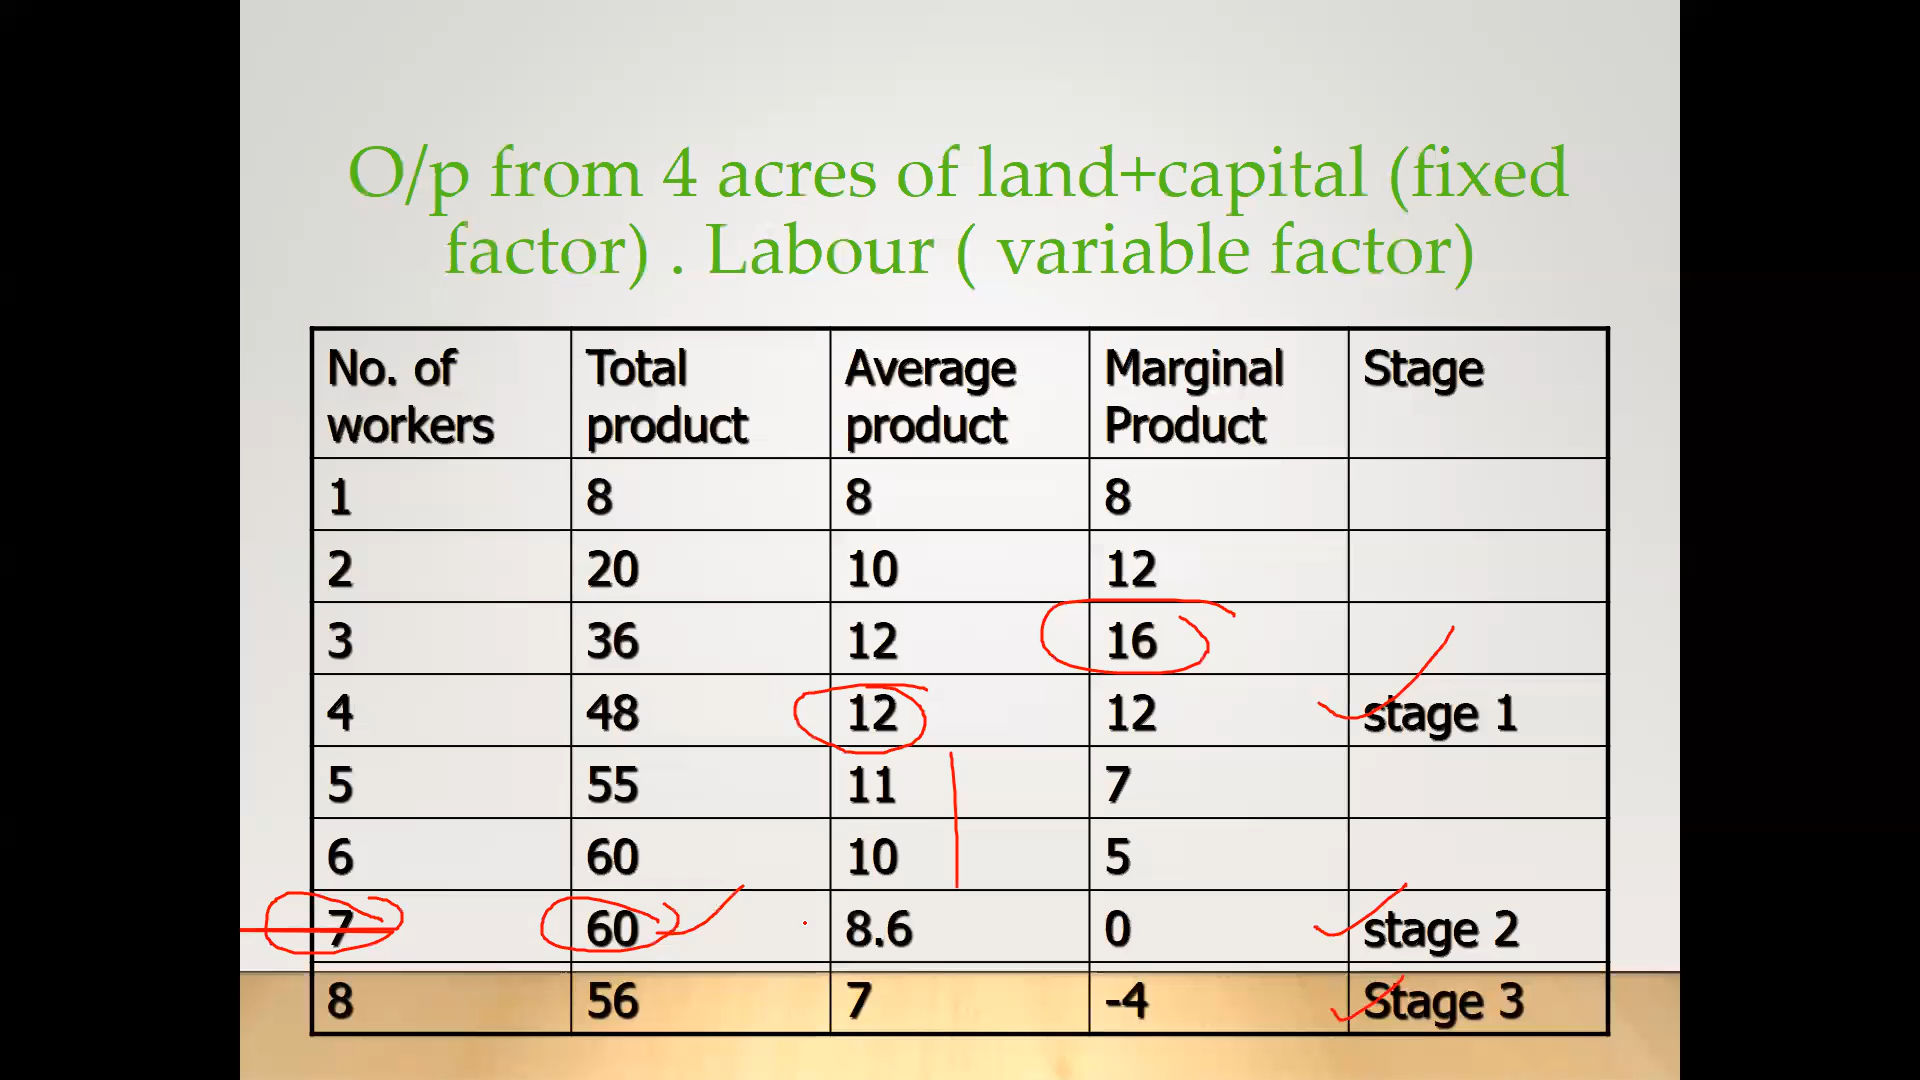 O/p from 4 acres of land+capital (fixed
factor) . Labour ( variable factor)
No. of workers Total product Average product Marginal Product Stage
1 8 8 8
2 20 10 12
3 36 12 16
4 48 12 12 stage 1
5 55 11 7
6 60 10 5
7 60 8.6 0 stage 2
8 56 7 -4 Stage 3